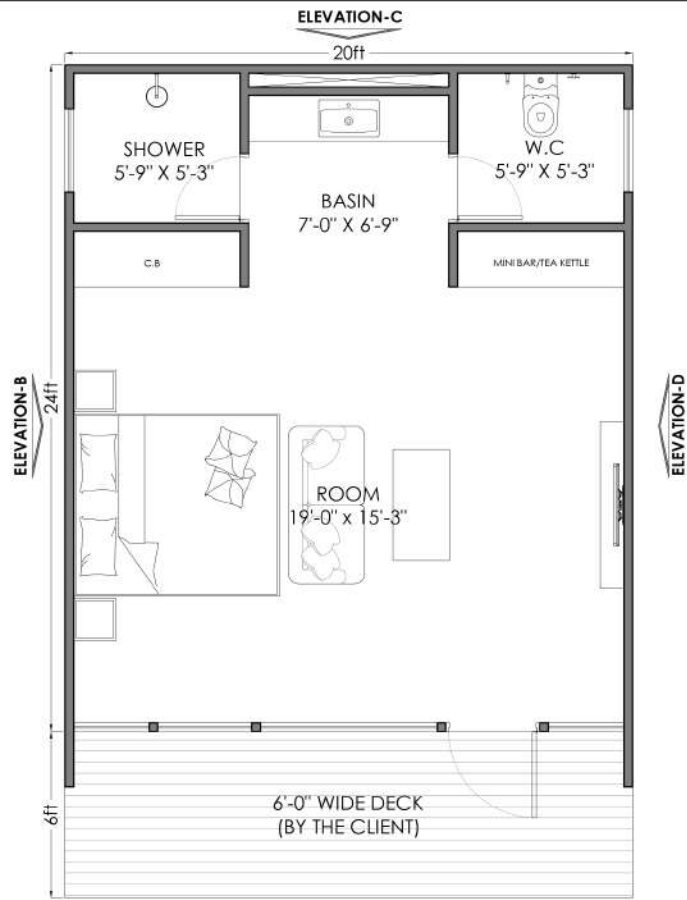 ELEVATION-C
20ft
SHOWER
5'-9" X 5'-3"
W.C
5'-9" X 5'-3"
BASIN
7'-0" X 6'-9"
C.B
MINI BAR/TEA KETTLE
ELEVATION-B
24ft
ELEVATION-D
ROOM
19'-0" x 15'-3"
6ft
6'-0" WIDE DECK
(BY THE CLIENT)